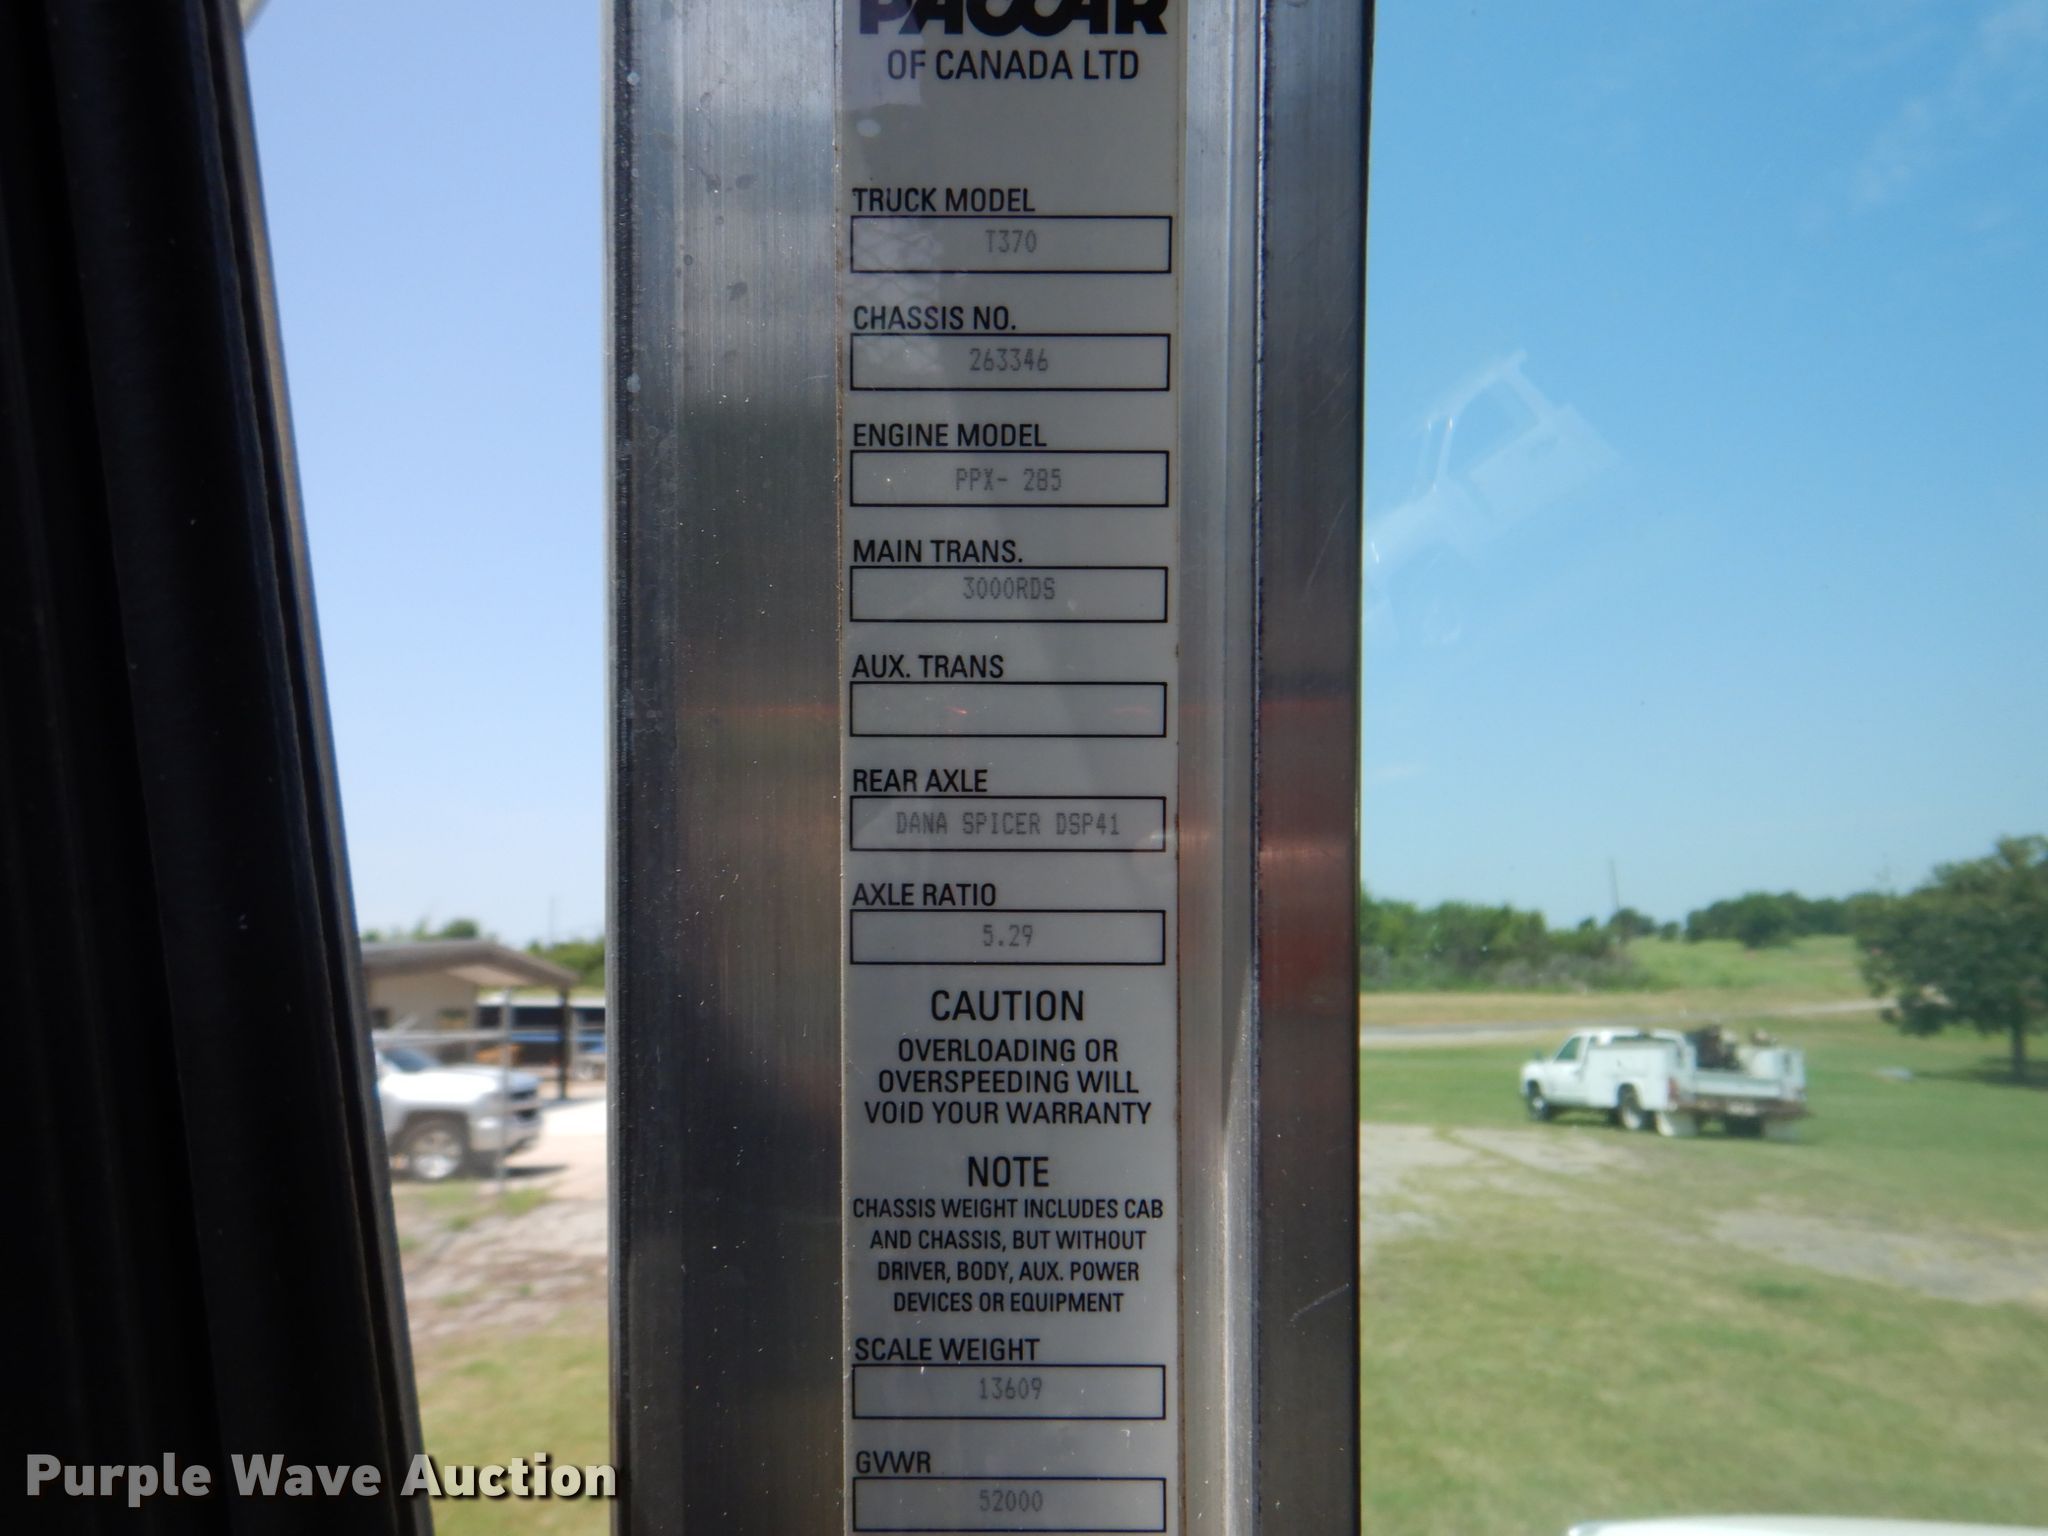 PACCAR
OF CANADA LTD
TRUCK MODEL
T370
CHASSIS NO.
263346
ENGINE MODEL
PPX- 285
MAIN TRANS.
3000RDS
AUX. TRANS
REAR AXLE
DANA SPICER DSP41
AXLE RATIO
5.29
CAUTION
OVERLOADING OR
OVERSPEEDING WILL
VOID YOUR WARRANTY
NOTE
CHASSIS WEIGHT INCLUDES CAB
AND CHASSIS, BUT WITHOUT
DRIVER, BODY, AUX. POWER
DEVICES OR EQUIPMENT
SCALE WEIGHT
13609
GVWR
52000
Purple Wave Auction